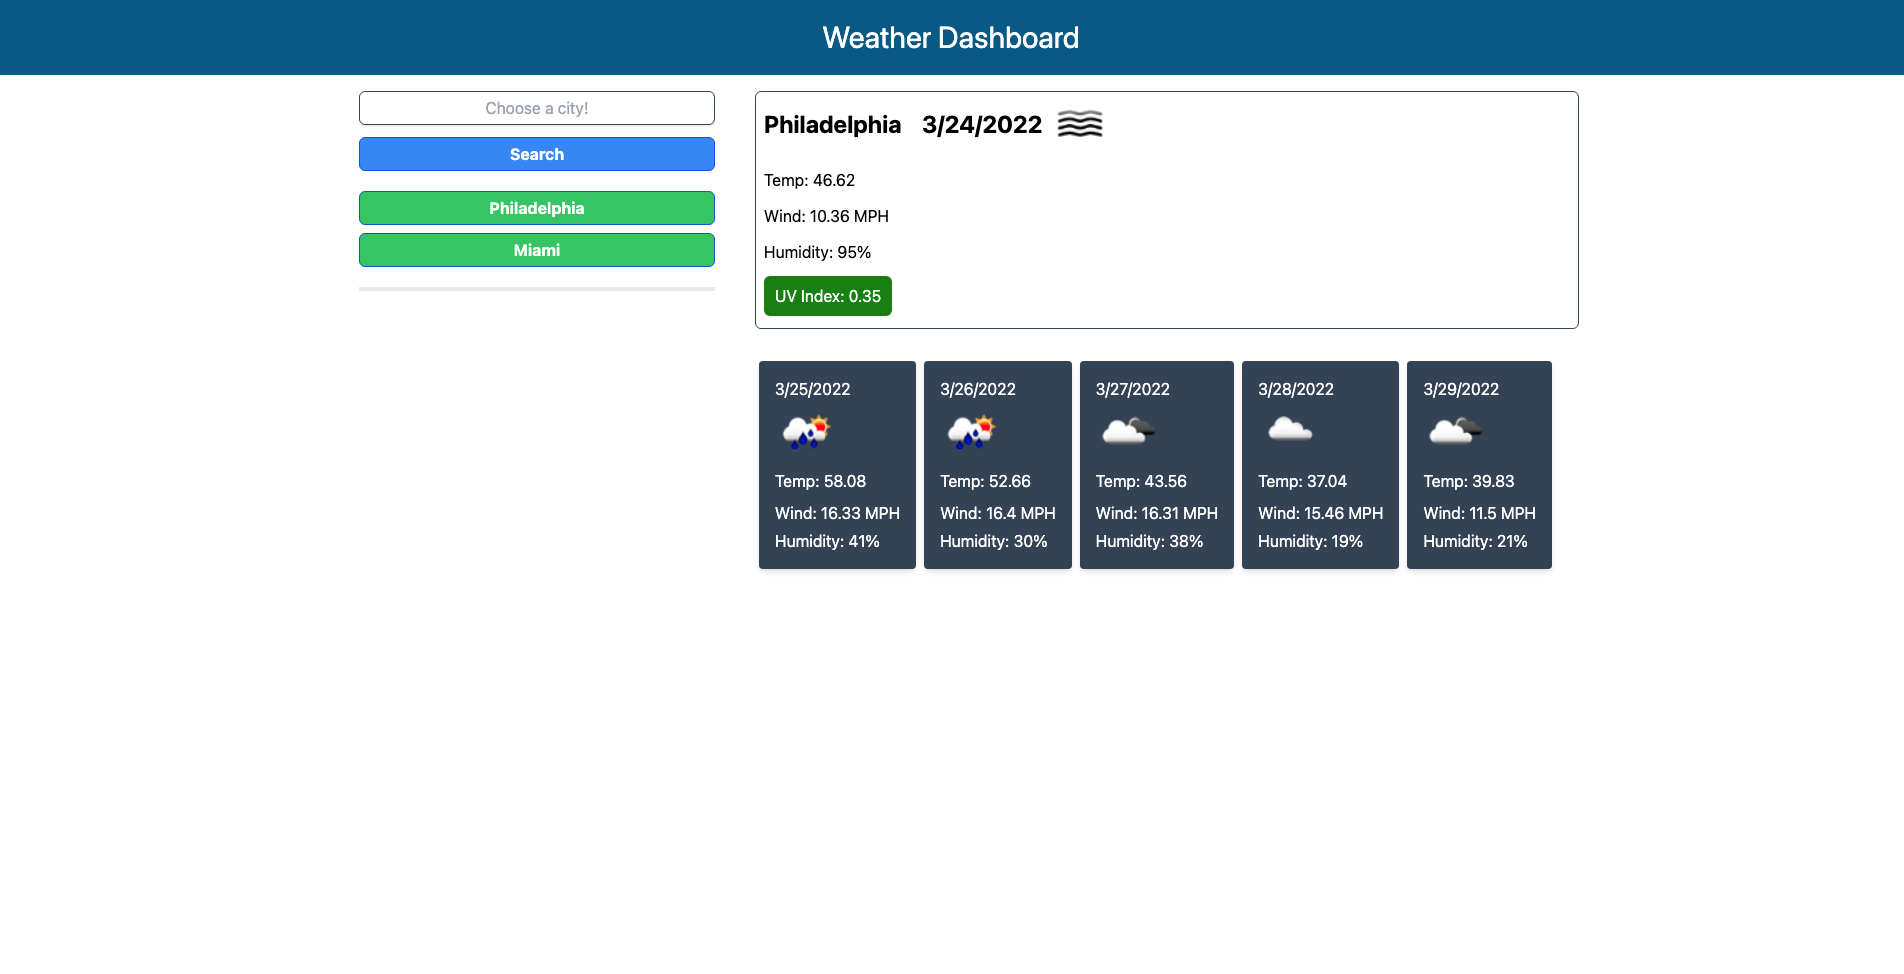 Weather Dashboard
Choose a city!
Search
Philadelphia
Miami
Philadelphia 3/24/2022
Temp: 46.62
Wind: 10.36 MPH
Humidity: 95%
UV Index: 0.35
3/25/2022
Temp: 58.08
Wind: 16.33 MPH
Humidity: 41%
3/26/2022
Temp: 52.66
Wind: 16.4 MPH
Humidity: 30%
3/27/2022
Temp: 43.56
Wind: 16.31 MPH
Humidity: 38%
3/28/2022
Temp: 37.04
Wind: 15.46 MPH
Humidity: 19%
3/29/2022
Temp: 39.83
Wind: 11.5 MPH
Humidity: 21%